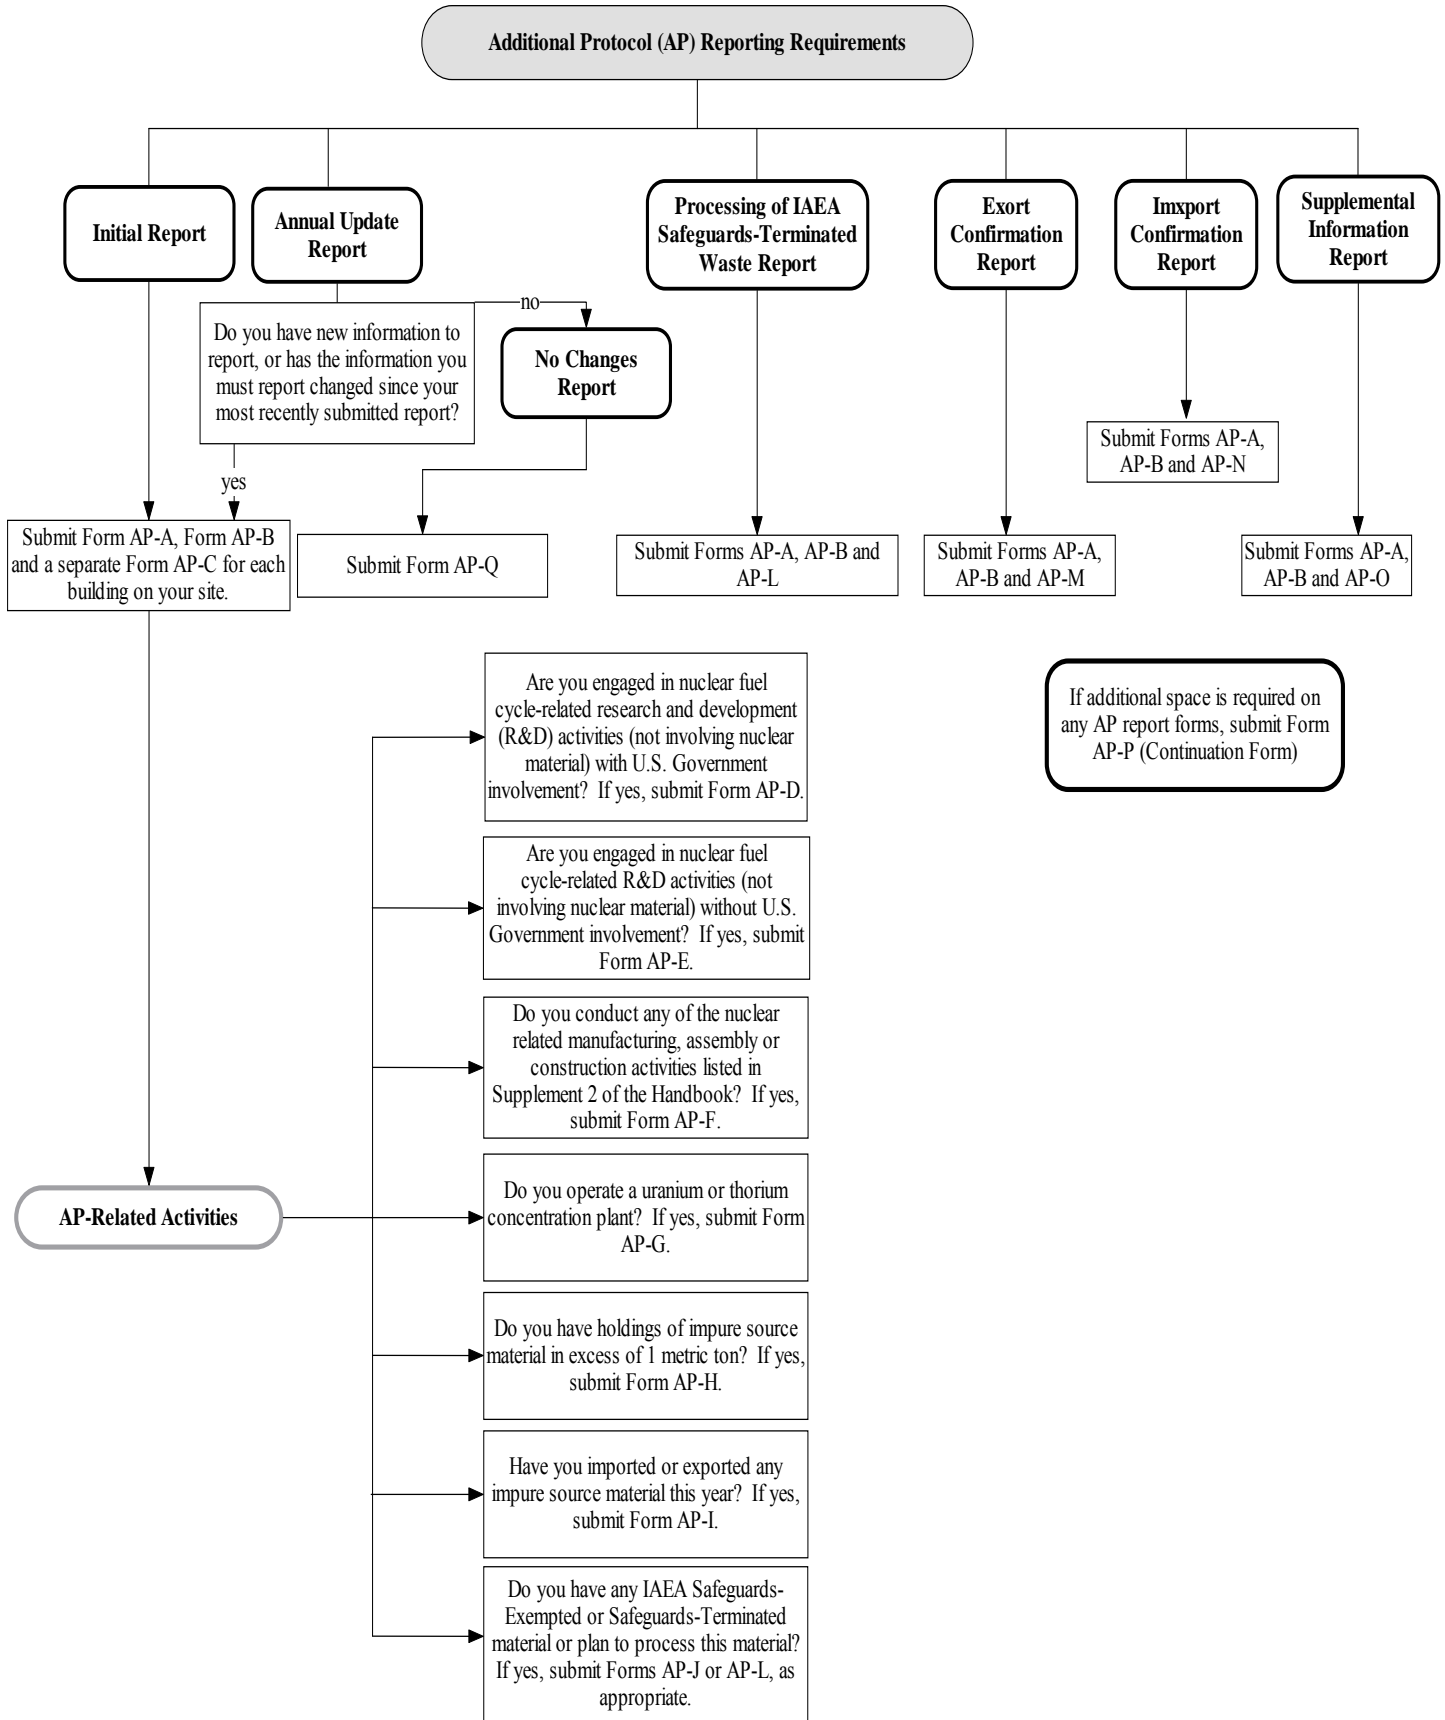 Additional Protocol (AP) Reporting Requirements
Initial Report
Annual Update
Report
Processing of IAEA
Safeguards-Terminated
Waste Report
Exort
Confirmation
Report
Imxport
Confirmation
Report
Supplemental
Information
Report
Do you have new information to
report, or has the information you
must report changed since your
most recently submitted report?
no
No Changes
Report
yes
Submit Forms AP-A,
AP-B and AP-N
Submit Form AP-A, Form AP-B
and a separate Form AP-C for each
building on your site.
Submit Form AP-Q
Submit Forms AP-A, AP-B and
AP-L
Submit Forms AP-A,
AP-B and AP-M
Submit Forms AP-A,
AP-B and AP-O
If additional space is required on
any AP report forms, submit Form
AP-P (Continuation Form)
AP-Related Activities
Are you engaged in nuclear fuel
cycle-related research and development
(R&D) activities (not involving nuclear
material) with U.S. Government
involvement?  If yes, submit Form AP-D.
Are you engaged in nuclear fuel
cycle-related R&D activities (not
involving nuclear material) without U.S.
Government involvement?  If yes, submit
Form AP-E.
Do you conduct any of the nuclear
related manufacturing, assembly or
construction activities listed in
Supplement 2 of the Handbook?  If yes,
submit Form AP-F.
Do you operate a uranium or thorium
concentration plant?  If yes, submit Form
AP-G.
Do you have holdings of impure source
material in excess of 1 metric ton?  If yes,
submit Form AP-H.
Have you imported or exported any
impure source material this year?  If yes,
submit Form AP-I.
Do you have any IAEA Safeguards-
Exempted or Safeguards-Terminated
material or plan to process this material?
If yes, submit Forms AP-J or AP-L, as
appropriate.